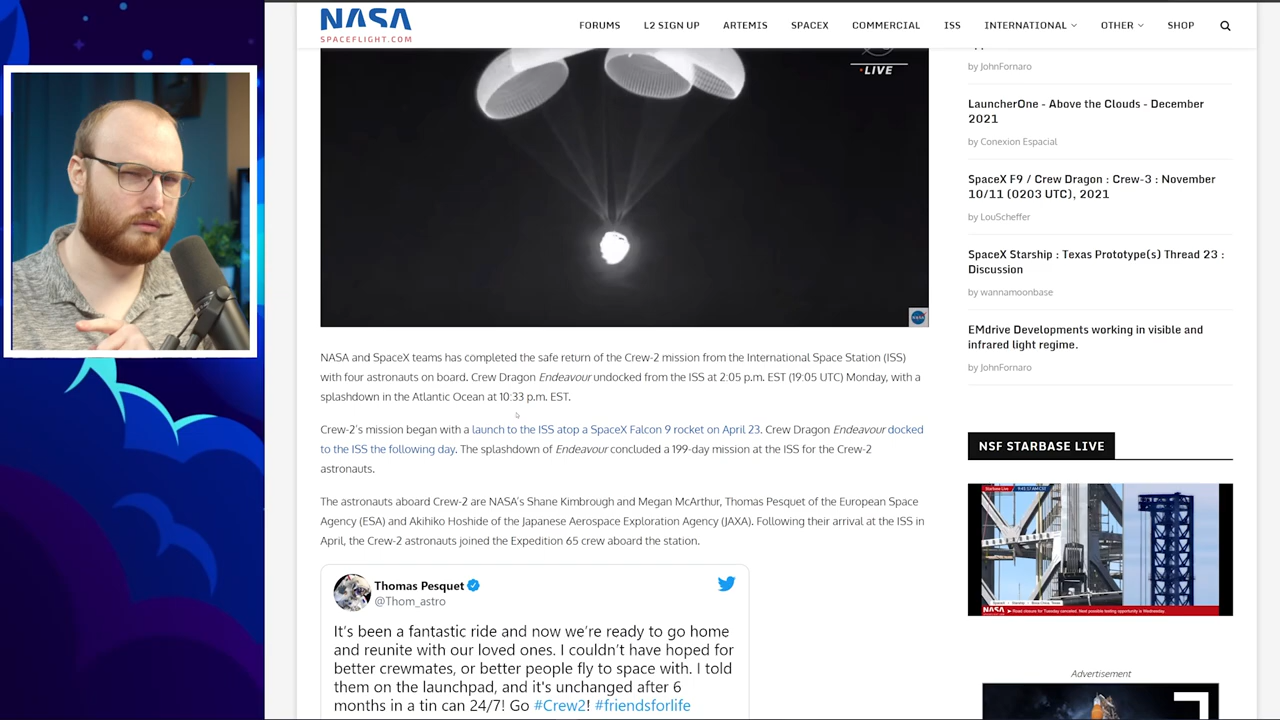 NASA
SPACEFLIGHT.COM
FORUMS
L2 SIGN UP
ARTEMIS
SPACEX
COMMERCIAL
ISS
INTERNATIONAL
OTHER
SHOP
LIVE
NASA
NASA and SpaceX teams has completed the safe return of the Crew-2 mission from the International Space Station (ISS)
with four astronauts on board. Crew Dragon Endeavour undocked from the ISS at 2:05 p.m. EST (19:05 UTC) Monday, with a
splashdown in the Atlantic Ocean at 10:33 p.m. EST.
Crew-2's mission began with a launch to the ISS atop a SpaceX Falcon 9 rocket on April 23. Crew Dragon Endeavour docked
to the ISS the following day. The splashdown of Endeavour concluded a 199-day mission at the ISS for the Crew-2
astronauts.
The astronauts aboard Crew-2 are NASA's Shane Kimbrough and Megan McArthur, Thomas Pesquet of the European Space
Agency (ESA) and Akihiko Hoshide of the Japanese Aerospace Exploration Agency (JAXA). Following their arrival at the ISS in
April, the Crew-2 astronauts joined the Expedition 65 crew aboard the station.
Thomas Pesquet
@Thom_astro
It's been a fantastic ride and now we're ready to go home
and reunite with our loved ones. I couldn't have hoped for
better crewmates, or better people fly to space with. I told
them on the launchpad, and it's unchanged after 6
months in a tin can 24/7! Go #Crew2! #friendsforlife
by JohnFornaro
LauncherOne - Above the Clouds - December
2021
by Conexion Espacial
SpaceX F9 / Crew Dragon : Crew-3 : November
10/11 (0203 UTC), 2021
by LouScheffer
SpaceX Starship : Texas Prototype(s) Thread 23 :
Discussion
by wannamoonbase
EMdrive Developments working in visible and
infrared light regime.
by JohnFornaro
NSF STARBASE LIVE
NASA
Road closure for Tuesday canceled. Next possible testing opportunity is Wednesday.
Advertisement